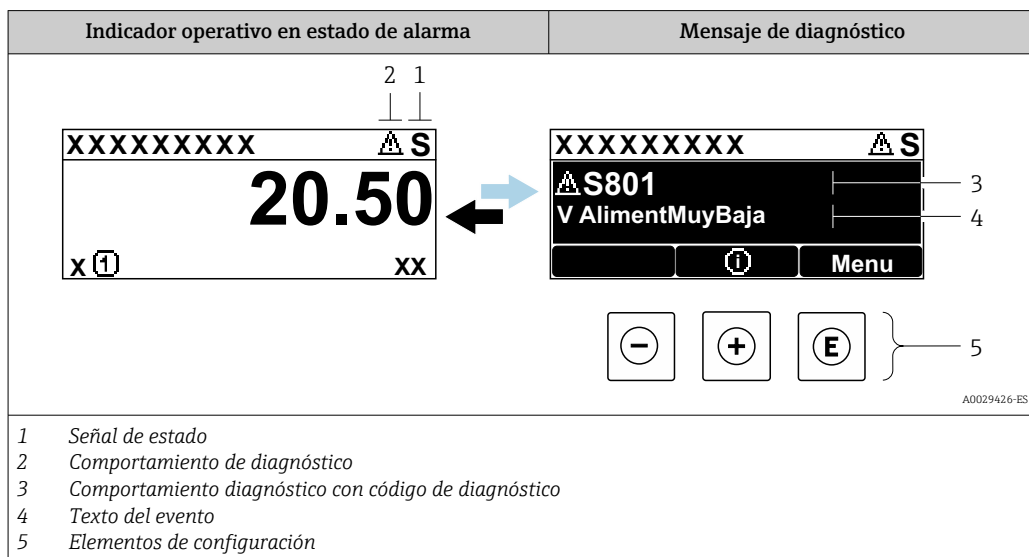 Indicador operativo en estado de alarma
Mensaje de diagnóstico
2 1
XXXXXXXXX ⚠ S
20.50
x 1 xx
XXXXXXXXX ⚠ S
⚠S801
V AlimentMuyBaja
i Menu
3
4
− + E
5
A0029426-ES
1 Señal de estado
2 Comportamiento de diagnóstico
3 Comportamiento diagnóstico con código de diagnóstico
4 Texto del evento
5 Elementos de configuración